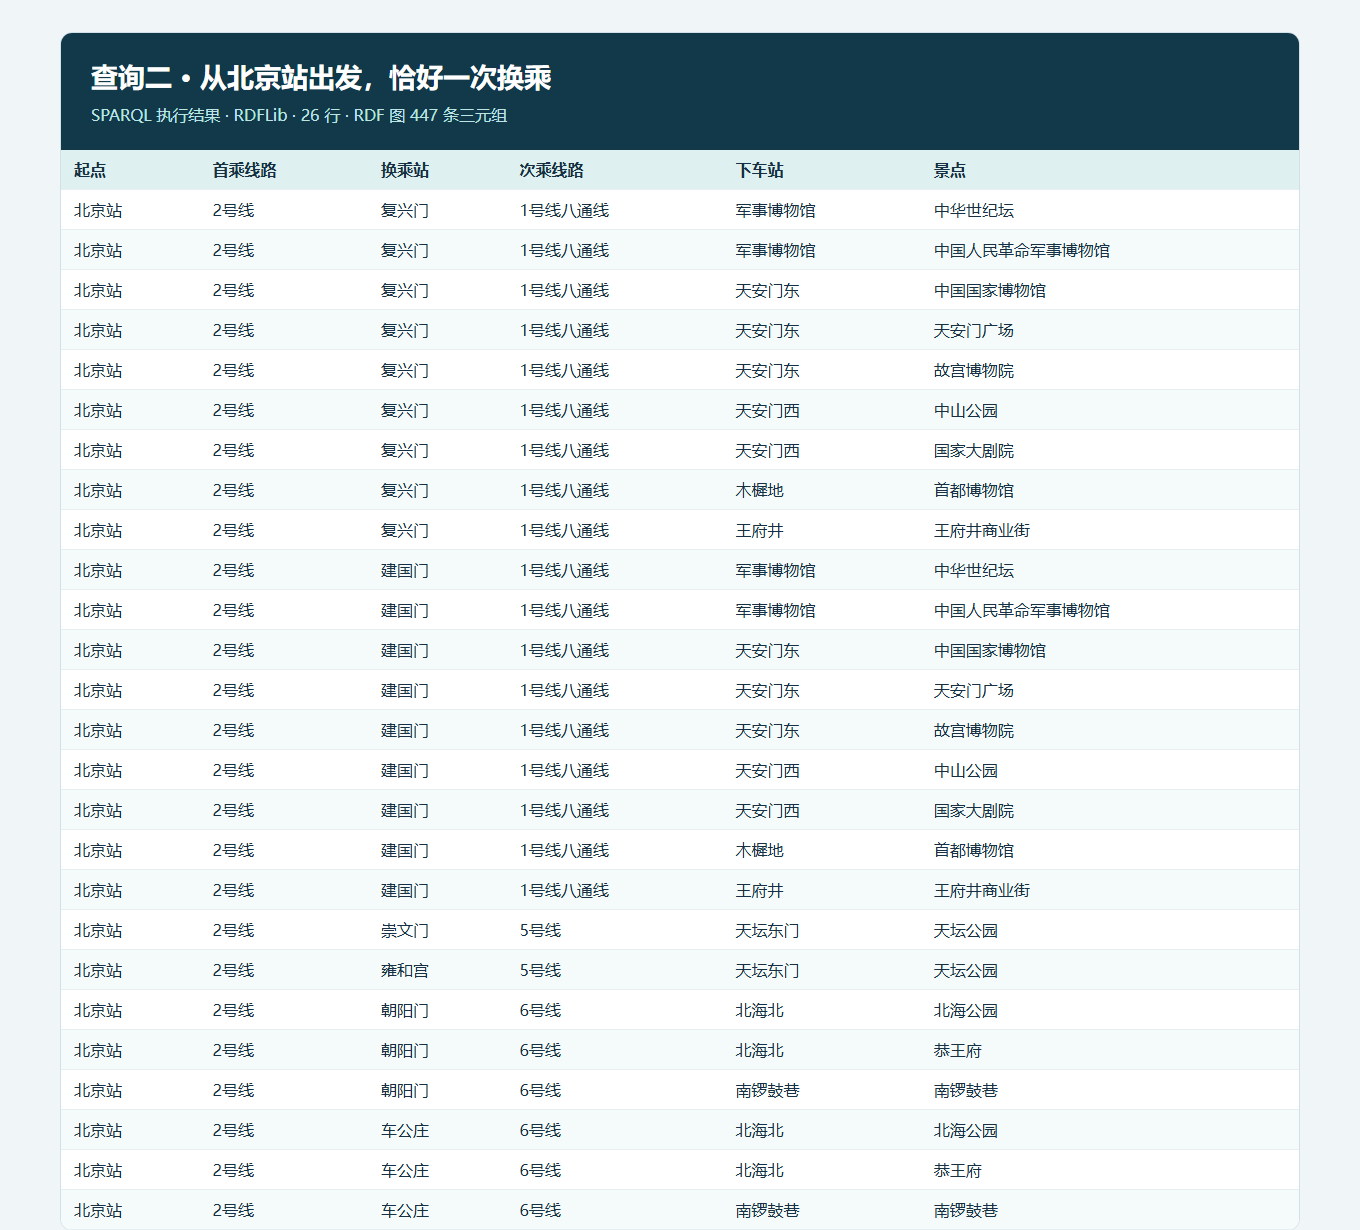 查询二 • 从北京站出发，恰好一次换乘
SPARQL 执行结果 · RDFLib · 26 行 · RDF 图 447 条三元组
起点 首乘线路 换乘站 次乘线路 下车站 景点
北京站 2号线 复兴门 1号线八通线 军事博物馆 中华世纪坛
北京站 2号线 复兴门 1号线八通线 军事博物馆 中国人民革命军事博物馆
北京站 2号线 复兴门 1号线八通线 天安门东 中国国家博物馆
北京站 2号线 复兴门 1号线八通线 天安门东 天安门广场
北京站 2号线 复兴门 1号线八通线 天安门东 故宫博物院
北京站 2号线 复兴门 1号线八通线 天安门西 中山公园
北京站 2号线 复兴门 1号线八通线 天安门西 国家大剧院
北京站 2号线 复兴门 1号线八通线 木樨地 首都博物馆
北京站 2号线 复兴门 1号线八通线 王府井 王府井商业街
北京站 2号线 建国门 1号线八通线 军事博物馆 中华世纪坛
北京站 2号线 建国门 1号线八通线 军事博物馆 中国人民革命军事博物馆
北京站 2号线 建国门 1号线八通线 天安门东 中国国家博物馆
北京站 2号线 建国门 1号线八通线 天安门东 天安门广场
北京站 2号线 建国门 1号线八通线 天安门东 故宫博物院
北京站 2号线 建国门 1号线八通线 天安门西 中山公园
北京站 2号线 建国门 1号线八通线 天安门西 国家大剧院
北京站 2号线 建国门 1号线八通线 木樨地 首都博物馆
北京站 2号线 建国门 1号线八通线 王府井 王府井商业街
北京站 2号线 崇文门 5号线 天坛东门 天坛公园
北京站 2号线 雍和宫 5号线 天坛东门 天坛公园
北京站 2号线 朝阳门 6号线 北海北 北海公园
北京站 2号线 朝阳门 6号线 北海北 恭王府
北京站 2号线 朝阳门 6号线 南锣鼓巷 南锣鼓巷
北京站 2号线 车公庄 6号线 北海北 北海公园
北京站 2号线 车公庄 6号线 北海北 恭王府
北京站 2号线 车公庄 6号线 南锣鼓巷 南锣鼓巷